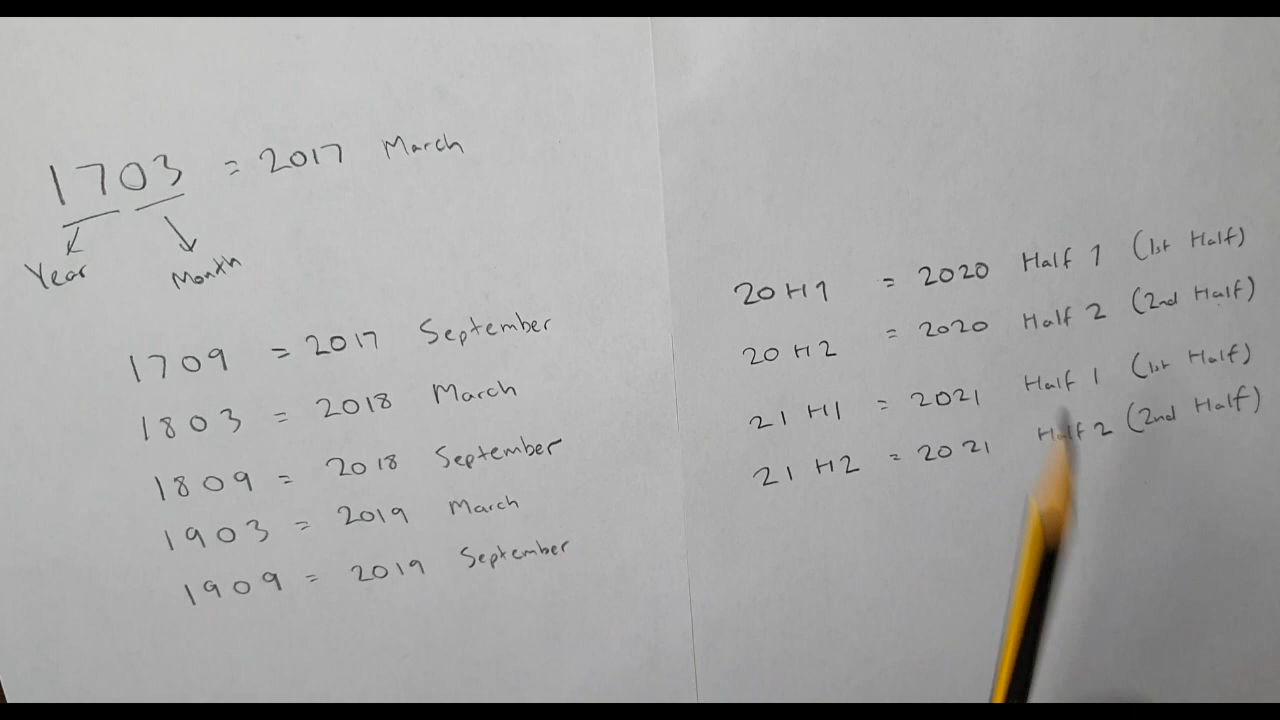 1703 = 2017 March
Year Month
1709 = 2017 September
1803 = 2018 March
1809 = 2018 September
1903 = 2019 March
1909 = 2019 September
20H1 = 2020 Half 1 (1st Half)
20H2 = 2020 Half 2 (2nd Half)
21H1 = 2021 Half 1 (1st Half)
21H2 = 2021 Half 2 (2nd Half)